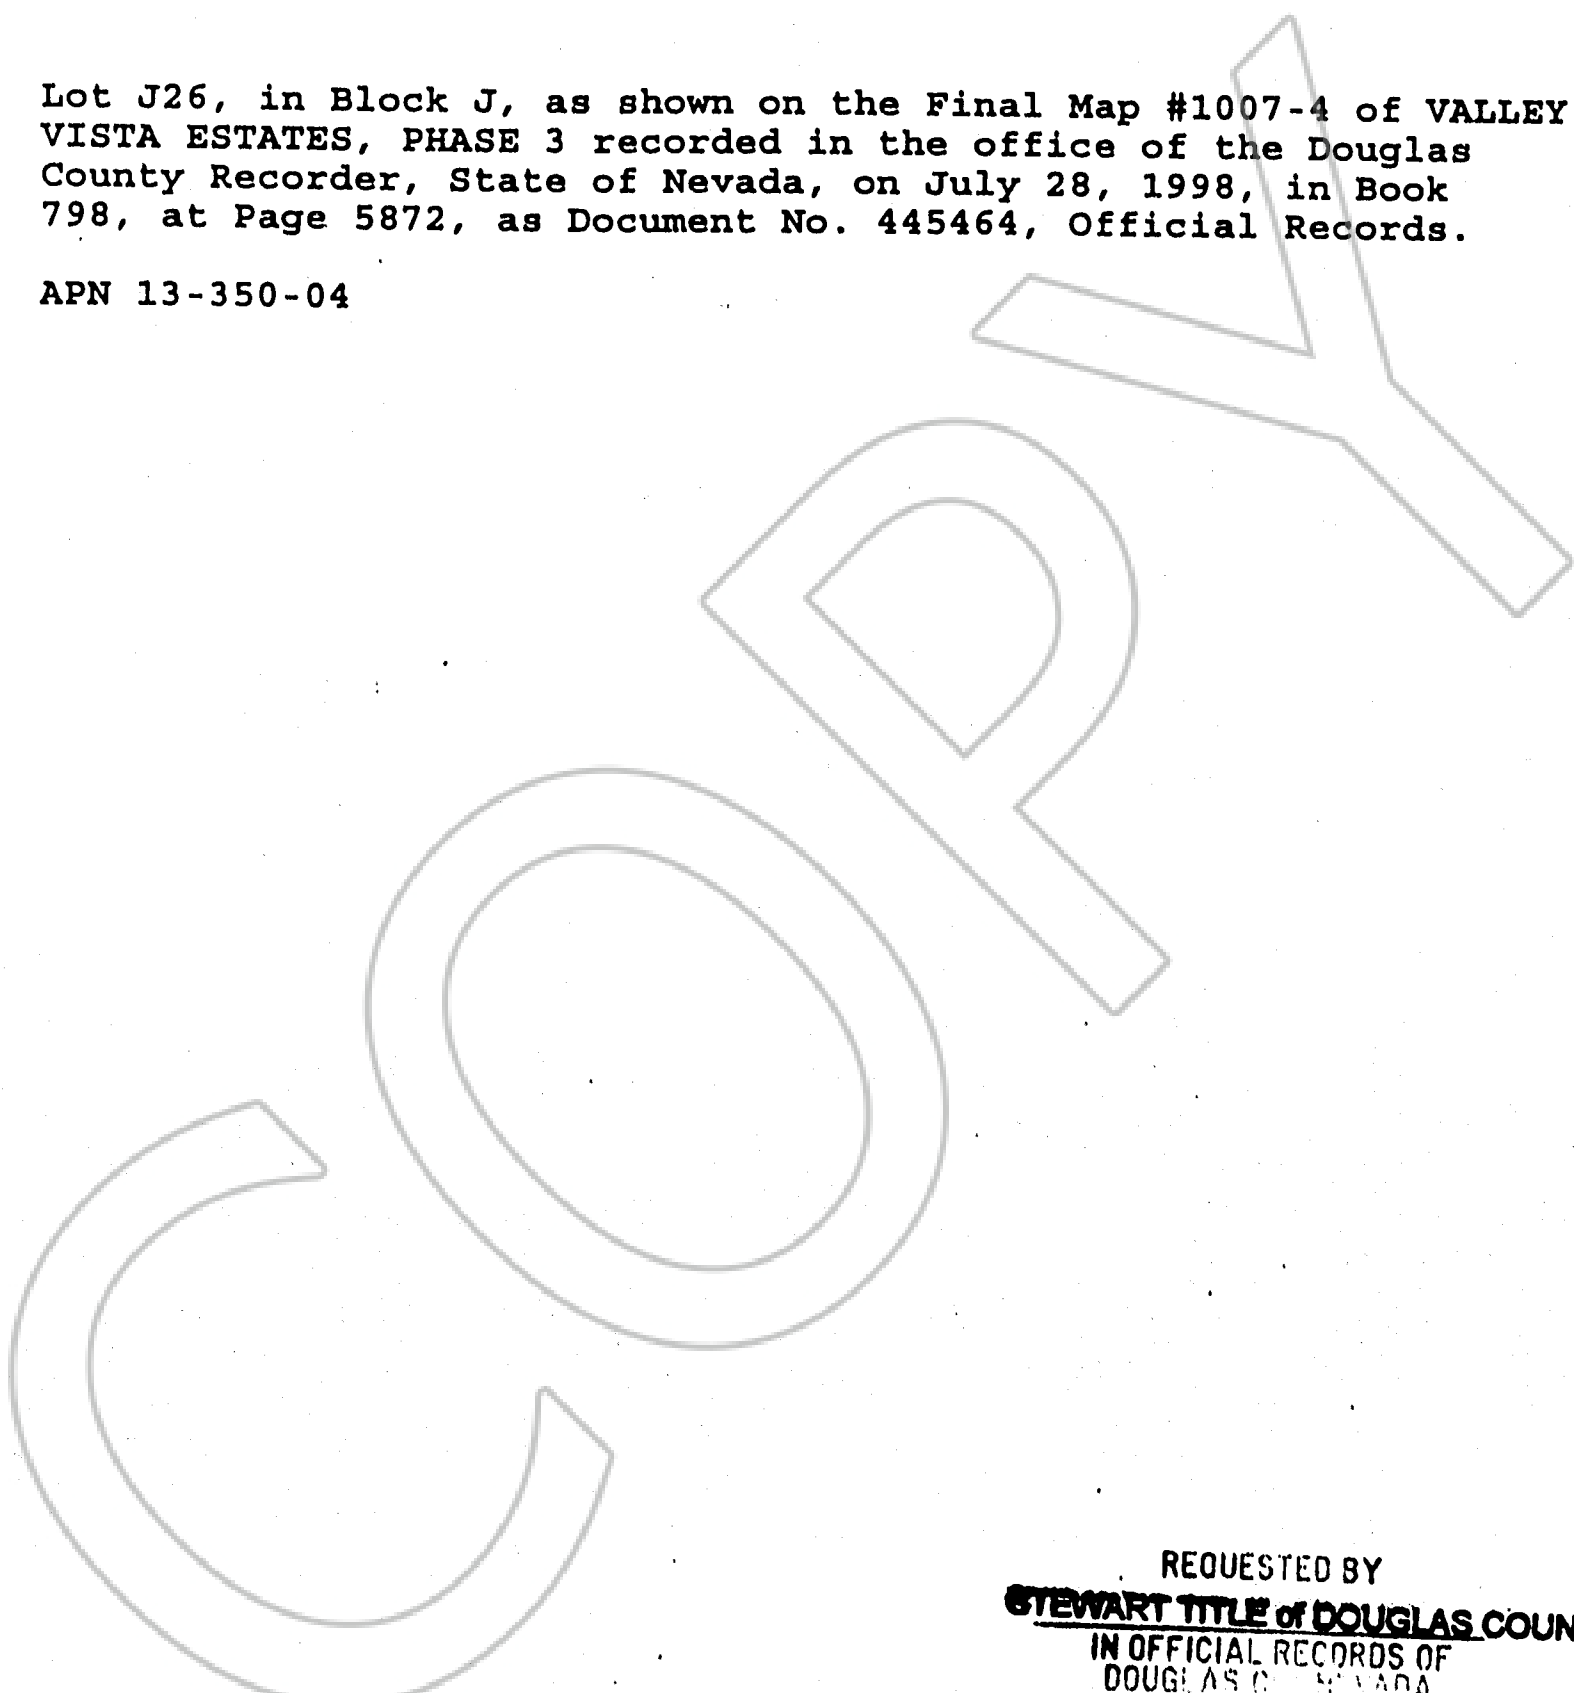 Lot J26, in Block J, as shown on the Final Map #1007-4 of VALLEY
VISTA ESTATES, PHASE 3 recorded in the office of the Douglas
County Recorder, State of Nevada, on July 28, 1998, in Book
798, at Page 5872, as Document No. 445464, Official Records.
APN 13-350-04
COPY
REQUESTED BY
STEWART TITLE of DOUGLAS COUN
IN OFFICIAL RECORDS OF
DOUGLAS